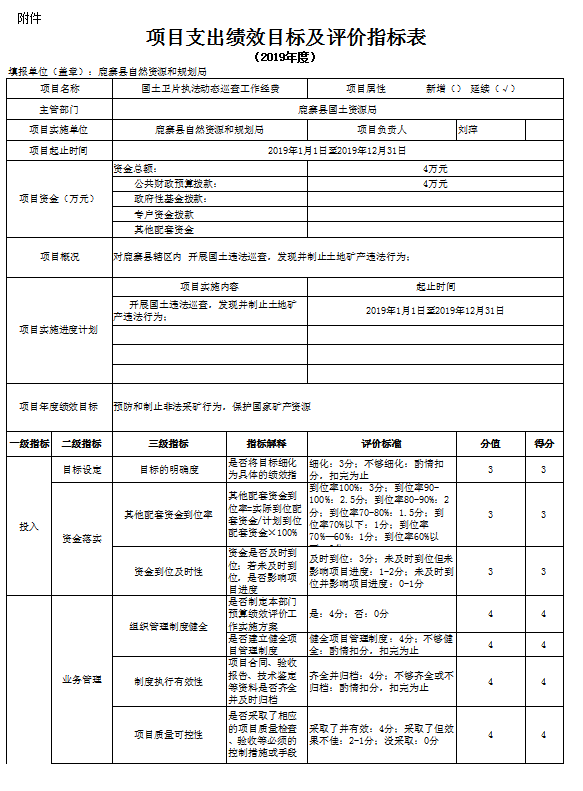 附件
项目支出绩效目标及评价指标表
（2019年度）
填报单位（盖章）：鹿寨县自然资源和规划局
项目名称 国土卫片执法动态巡查工作经费 项目属性 新增（） 延续（√）
主管部门 鹿寨县国土资源局
项目实施单位 鹿寨县自然资源和规划局 项目负责人 刘萍
项目起止时间 2019年1月1日至2019年12月31日
项目资金（万元）
资金总额： 4万元
公共财政预算拨款： 4万元
政府性基金拨款：
专户资金拨款
其他配套资金
项目概况 对鹿寨县辖区内 开展国土违法巡查，发现并制止土地矿产违法行为；
项目实施进度计划
项目实施内容 起止时间
开展国土违法巡查，发现并制止土地矿
产违法行为；
2019年1月1日至2019年12月31日
项目年度绩效目标 预防和制止非法采矿行为，保护国家矿产资源
一级指标 二级指标 三级指标 指标解释 评价标准 分值 得分
投入
目标设定 目标的明确度
是否将目标细化
为具体的绩效指
细化：3分；不够细化：酌情扣
分，扣完为止
3 3
资金落实
其他配套资金到位率
其他配套资金到
位率=实际到位配
套资金/计划到位
配套资金×100%
到位率100%：3分；到位率90-
100%：2.5分；到位率80-90%：2
分；到位率70-80%：1.5分；到
位率70%以下：1分；到位率
70%—60%：1分；到位率60%以
3 3
资金到位及时性
资金是否及时到
位；若未及时到
位，是否影响项
目进度
及时到位：3分；未及时到位但未
影响项目进度：1-2分；未及时到
位并影响项目进度：0-1分
3 3
业务管理
组织管理制度健全
是否制定本部门
预算绩效评价工
作实施方案
是：4分；否：0分
4 4
是否建立健全项
目管理制度
健全项目管理制度：4分；不够健
全：酌情扣分，扣完为止
4 4
制度执行有效性
项目合同、验收
报告、技术鉴定
等资料是否齐全
并及时归档
齐全并归档：4分；不够齐全或不
归档：酌情扣分，扣完为止
4 4
项目质量可控性
是否采取了相应
的项目质量检查
、验收等必须的
控制措施或手段
采取了并有效：4分；采取了但效
果不佳：2-1分；没采取：0分
4 4